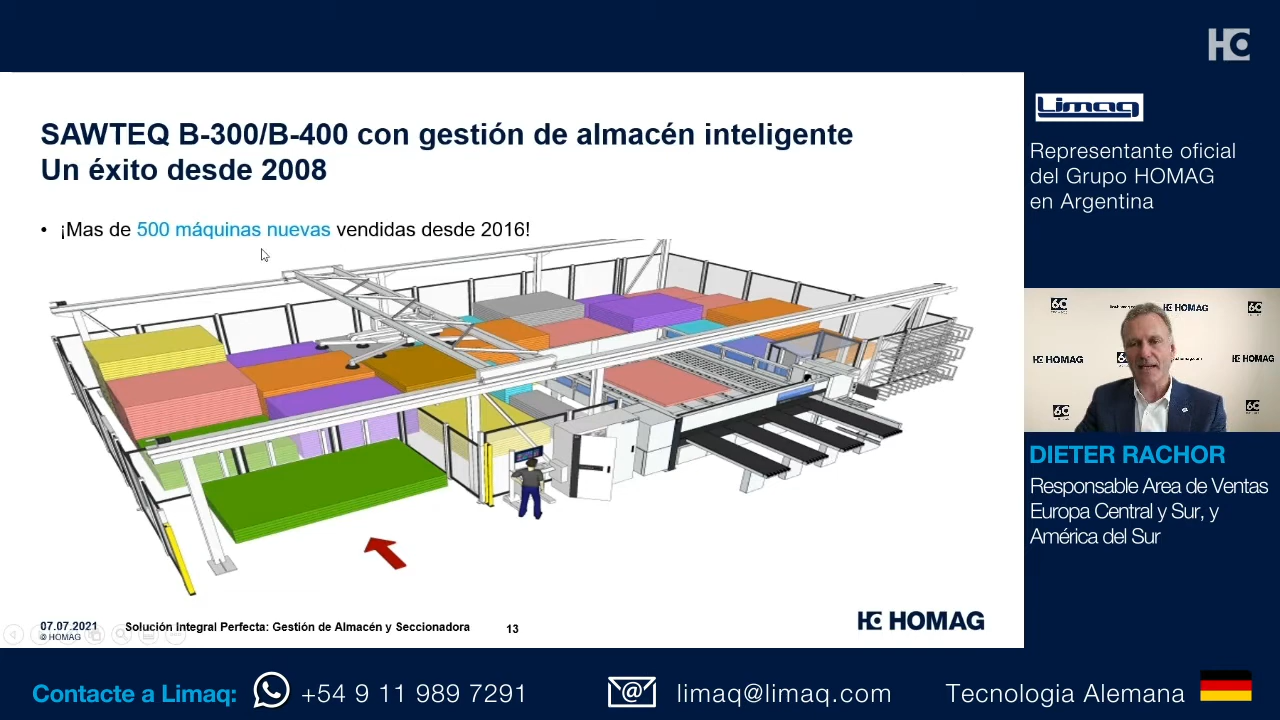 HC
SAWTEQ B-300/B-400 con gestión de almacén inteligente
Un éxito desde 2008
• ¡Mas de 500 máquinas nuevas vendidas desde 2016!
07.07.2021
© HOMAG
Solución Integral Perfecta: Gestión de Almacén y Seccionadora
13
HOMAG
Limaq
Representante oficial
del Grupo HOMAG
en Argentina
HOMAG
HOMAG
HOMAG
DIETER RACHOR
Responsable Area de Ventas
Europa Central y Sur, y
América del Sur
Contacte a Limaq:
+54 9 11 989 7291
limaq@limaq.com
Tecnologia Alemana